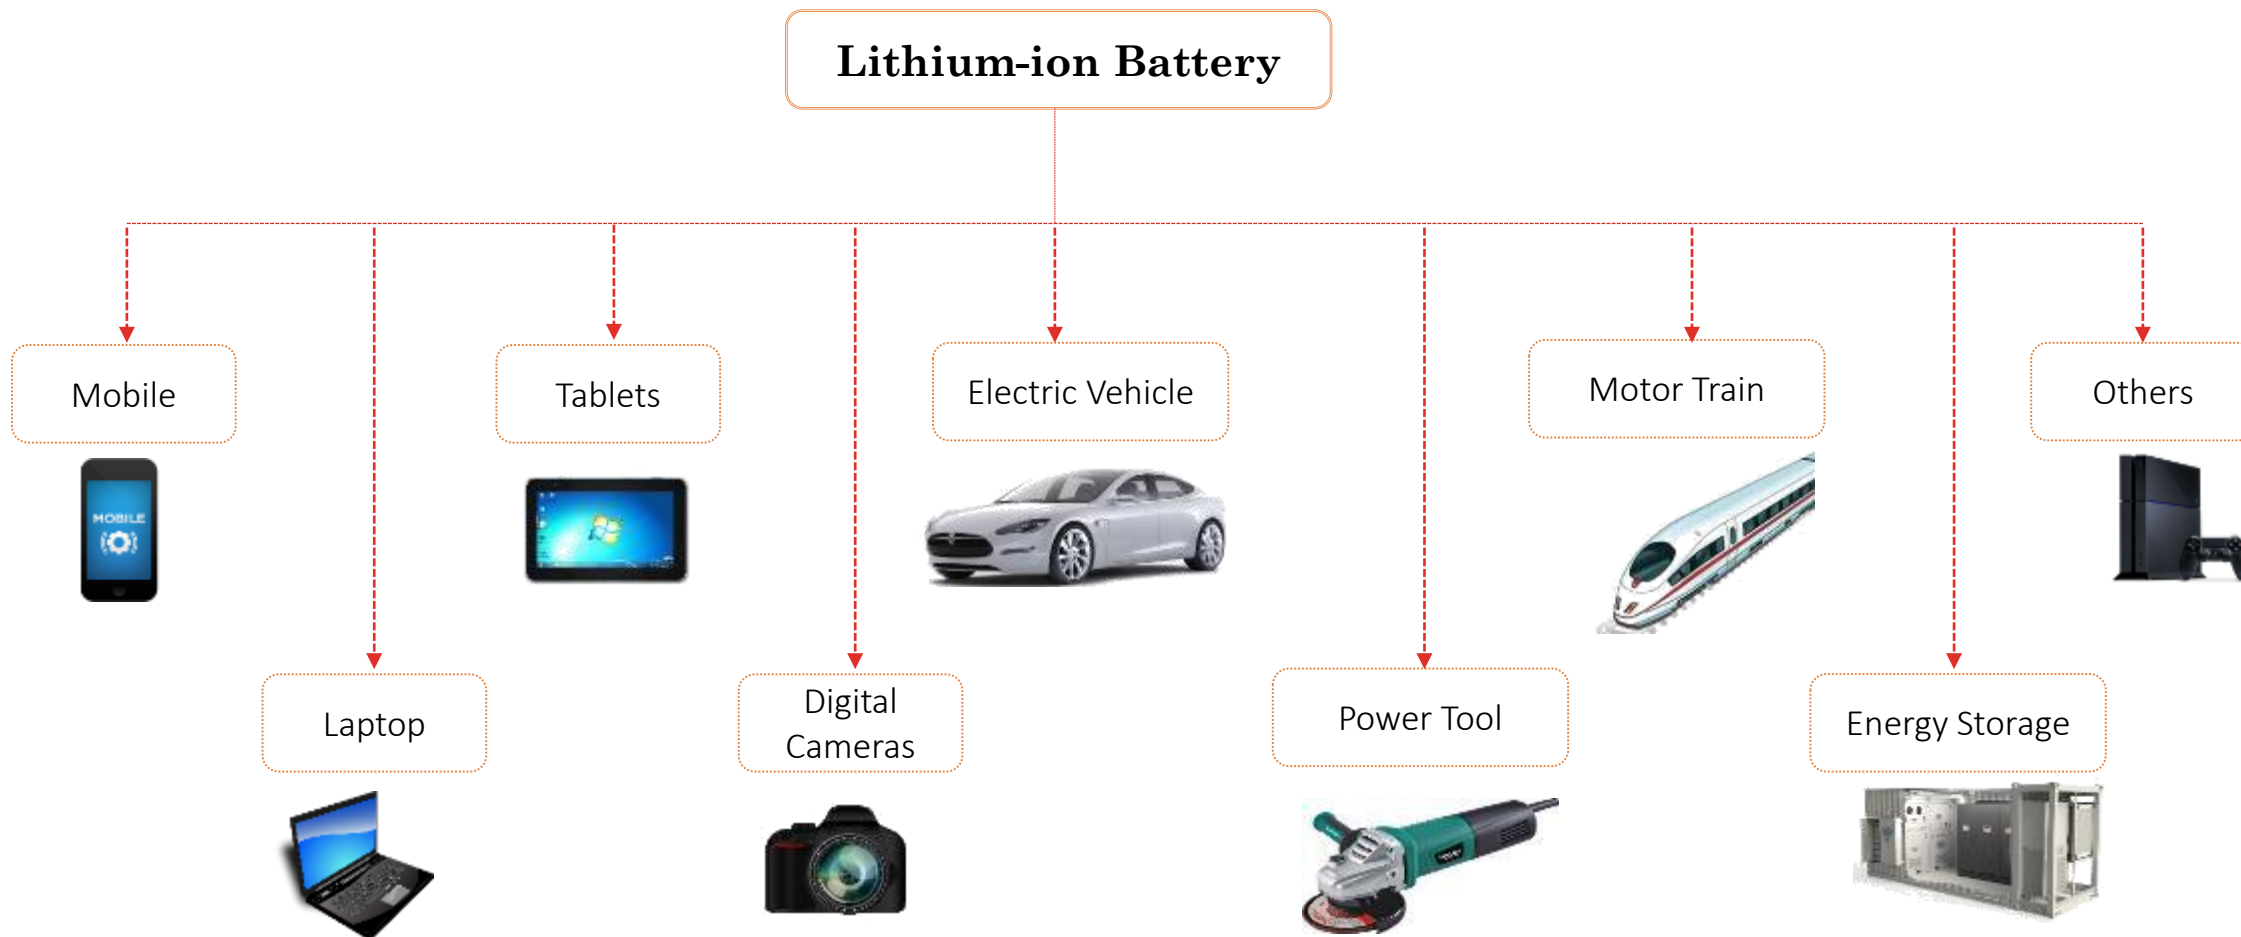 Lithium-ion Battery
Mobile
Tablets
Electric Vehicle
Motor Train
Others
MOBILE
Laptop
Digital
Cameras
Power Tool
Energy Storage